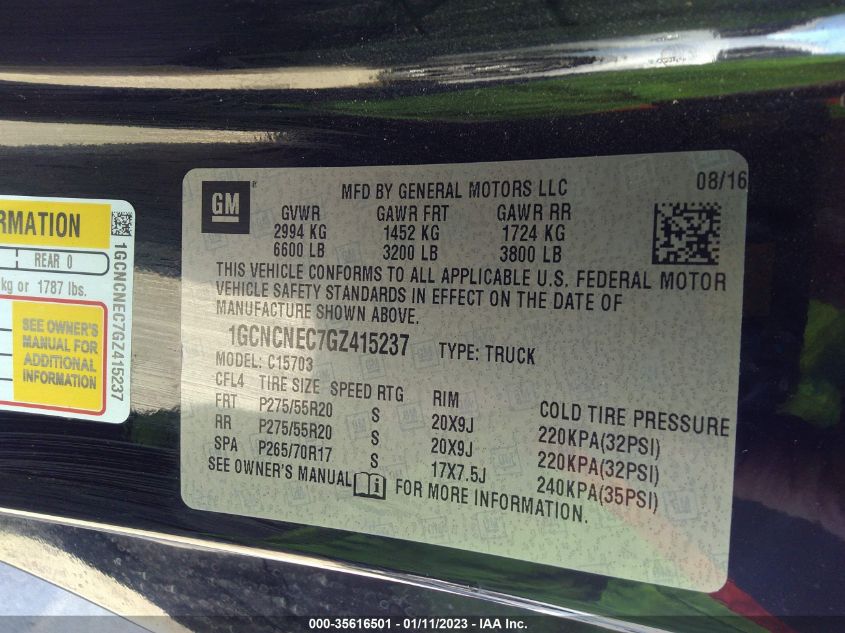 RMATION
REAR 0
kg or 1787 lbs.
SEE OWNER'S
MANUAL FOR
ADDITIONAL
INFORMATION
1GCNCNEC7GZ415237
GM
MFD BY GENERAL MOTORS LLC
08/16
GVWR GAWR FRT GAWR RR
2994 KG 1452 KG 1724 KG
6600 LB 3200 LB 3800 LB
THIS VEHICLE CONFORMS TO ALL APPLICABLE U.S. FEDERAL MOTOR
VEHICLE SAFETY STANDARDS IN EFFECT ON THE DATE OF
MANUFACTURE SHOWN ABOVE.
1GCNCNEC7GZ415237 TYPE: TRUCK
MODEL: C15703
CFL4 TIRE SIZE SPEED RTG RIM COLD TIRE PRESSURE
FRT P275/55R20 S 20X9J 220KPA(32PSI)
RR P275/55R20 S 20X9J 220KPA(32PSI)
SPA P265/70R17 S 17X7.5J 240KPA(35PSI)
SEE OWNER'S MANUAL FOR MORE INFORMATION.
000-35616501 - 01/11/2023 - IAA Inc.